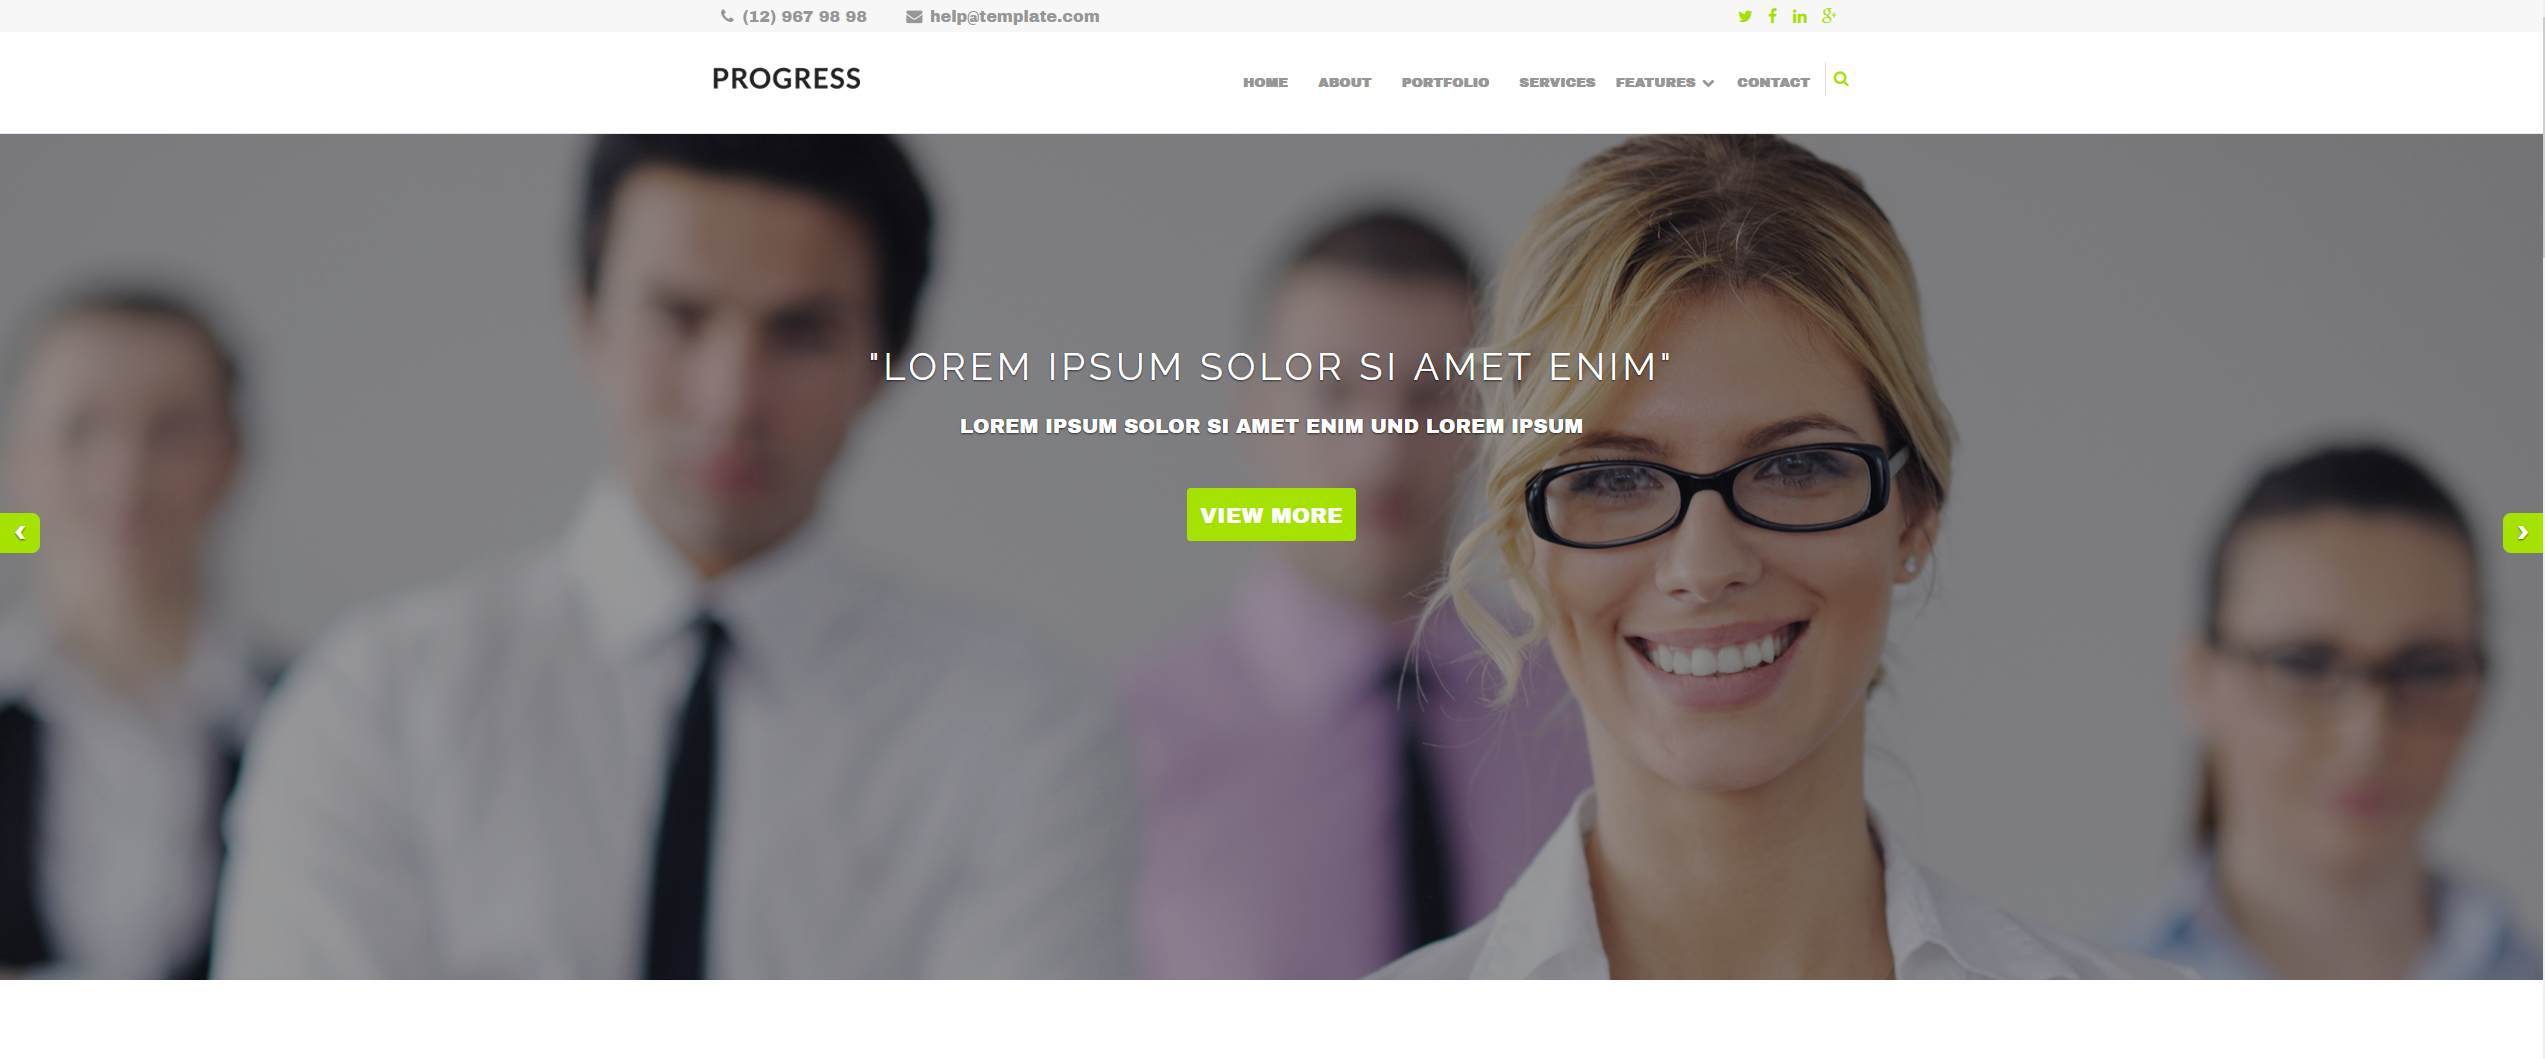 (12) 967 98 98 help@template.com
PROGRESS
HOME ABOUT PORTFOLIO SERVICES FEATURES CONTACT
"LOREM IPSUM SOLOR SI AMET ENIM"
LOREM IPSUM SOLOR SI AMET ENIM UND LOREM IPSUM
VIEW MORE